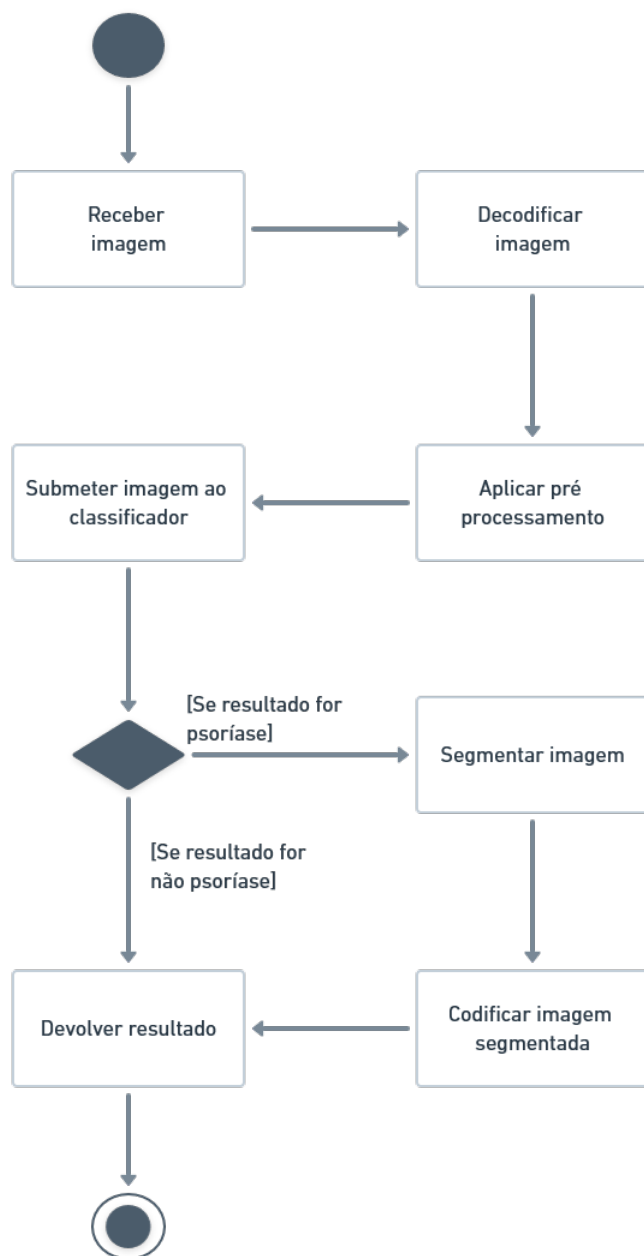 Receber
imagem
Decodificar
imagem
Submeter imagem ao
classificador
Aplicar pré
processamento
[Se resultado for
psoríase]
Segmentar imagem
[Se resultado for
não psoríase]
Devolver resultado
Codificar imagem
segmentada